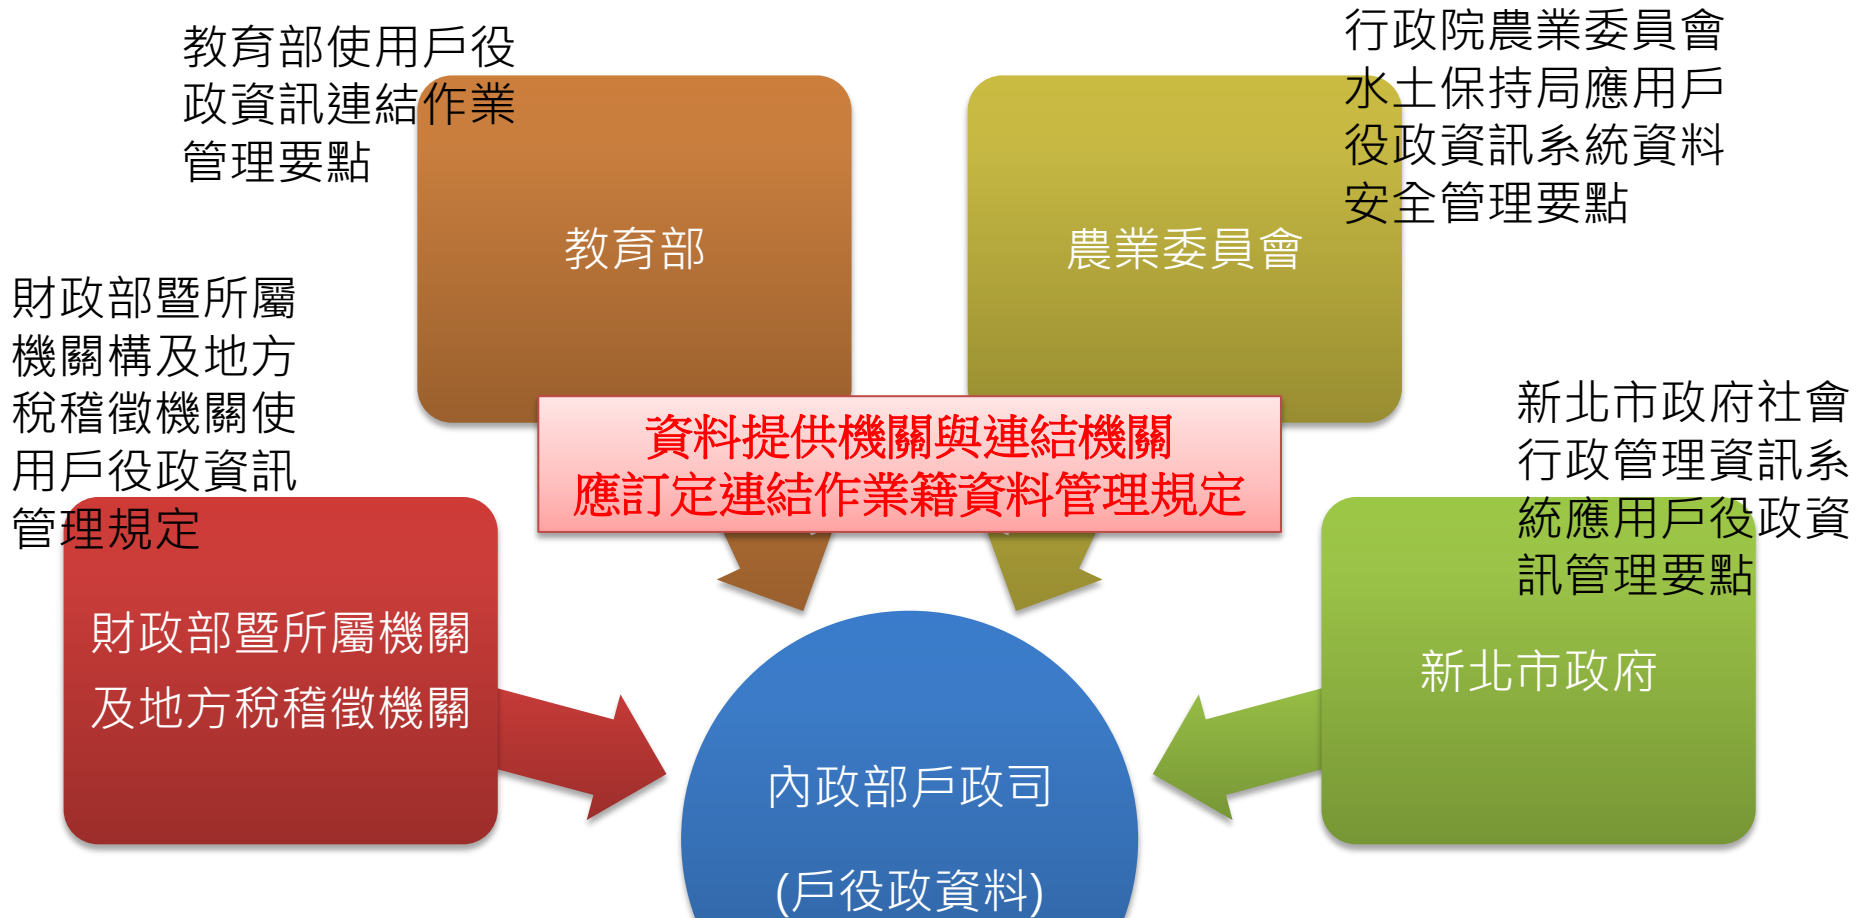 教育部使用戶役
政資訊連結作業
管理要點
行政院農業委員會
水土保持局應用戶
役政資訊系統資料
安全管理要點
教育部
農業委員會
財政部暨所屬
機關構及地方
稅稽徵機關使
用戶役政資訊
管理規定
資料提供機關與連結機關
應訂定連結作業籍資料管理規定
新北市政府社會
行政管理資訊系
統應用戶役政資
訊管理要點
財政部暨所屬機關
及地方稅稽徵機關
新北市政府
內政部戶政司
(戶役政資料)